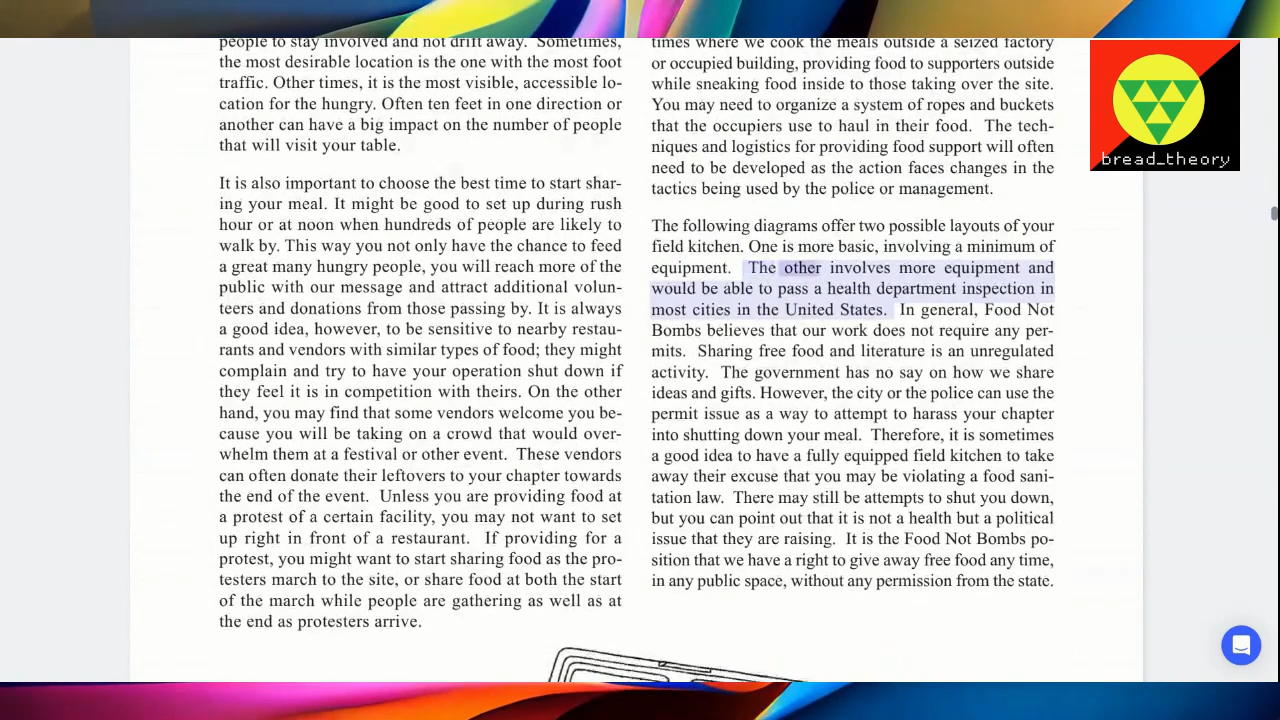 people to stay involved and not drift away. Sometimes,
the most desirable location is the one with the most foot
traffic. Other times, it is the most visible, accessible lo-
cation for the hungry. Often ten feet in one direction or
another can have a big impact on the number of people
that will visit your table.
It is also important to choose the best time to start shar-
ing your meal. It might be good to set up during rush
hour or at noon when hundreds of people are likely to
walk by. This way you not only have the chance to feed
a great many hungry people, you will reach more of the
public with our message and attract additional volun-
teers and donations from those passing by. It is always
a good idea, however, to be sensitive to nearby restau-
rants and vendors with similar types of food; they might
complain and try to have your operation shut down if
they feel it is in competition with theirs. On the other
hand, you may find that some vendors welcome you be-
cause you will be taking on a crowd that would over-
whelm them at a festival or other event. These vendors
can often donate their leftovers to your chapter towards
the end of the event. Unless you are providing food at
a protest of a certain facility, you may not want to set
up right in front of a restaurant. If providing for a
protest, you might want to start sharing food as the pro-
testers march to the site, or share food at both the start
of the march while people are gathering as well as at
the end as protesters arrive.
times where we cook the meals outside a seized factory
or occupied building, providing food to supporters outside
while sneaking food inside to those taking over the site.
You may need to organize a system of ropes and buckets
that the occupiers use to haul in their food. The tech-
niques and logistics for providing food support will often
need to be developed as the action faces changes in the
tactics being used by the police or management.
The following diagrams offer two possible layouts of your
field kitchen. One is more basic, involving a minimum of
equipment. The other involves more equipment and
would be able to pass a health department inspection in
most cities in the United States. In general, Food Not
Bombs believes that our work does not require any per-
mits. Sharing free food and literature is an unregulated
activity. The government has no say on how we share
ideas and gifts. However, the city or the police can use the
permit issue as a way to attempt to harass your chapter
into shutting down your meal. Therefore, it is sometimes
a good idea to have a fully equipped field kitchen to take
away their excuse that you may be violating a food sani-
tation law. There may still be attempts to shut you down,
but you can point out that it is not a health but a political
issue that they are raising. It is the Food Not Bombs po-
sition that we have a right to give away free food any time,
in any public space, without any permission from the state.
bread_theory